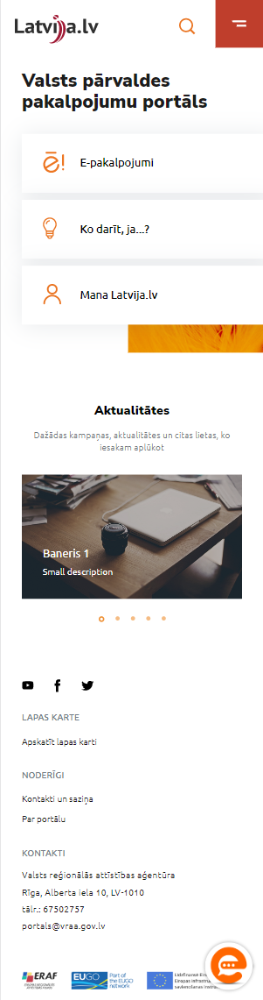 Latvija.lv
Valsts pārvaldes
pakalpojumu portāls
ē! E-pakalpojumi
Ko darīt, ja...?
Mana Latvija.lv
Aktualitātes
Dažādas kampaņas, aktualitātes un citas lietas, ko
iesakam aplūkot
Baneris 1
Small description
LAPAS KARTE
Apskatīt lapas karti
NODERĪGI
Kontakti un saziņa
Par portālu
KONTAKTI
Valsts reģionālās attīstības aģentūra
Rīga, Alberta iela 10, LV-1010
tālr.: 67502757
portals@vraa.gov.lv
ERAF
EUGO
Part of the
EUGO
network
Līdzfinansē
Eiropas infrastruktūras